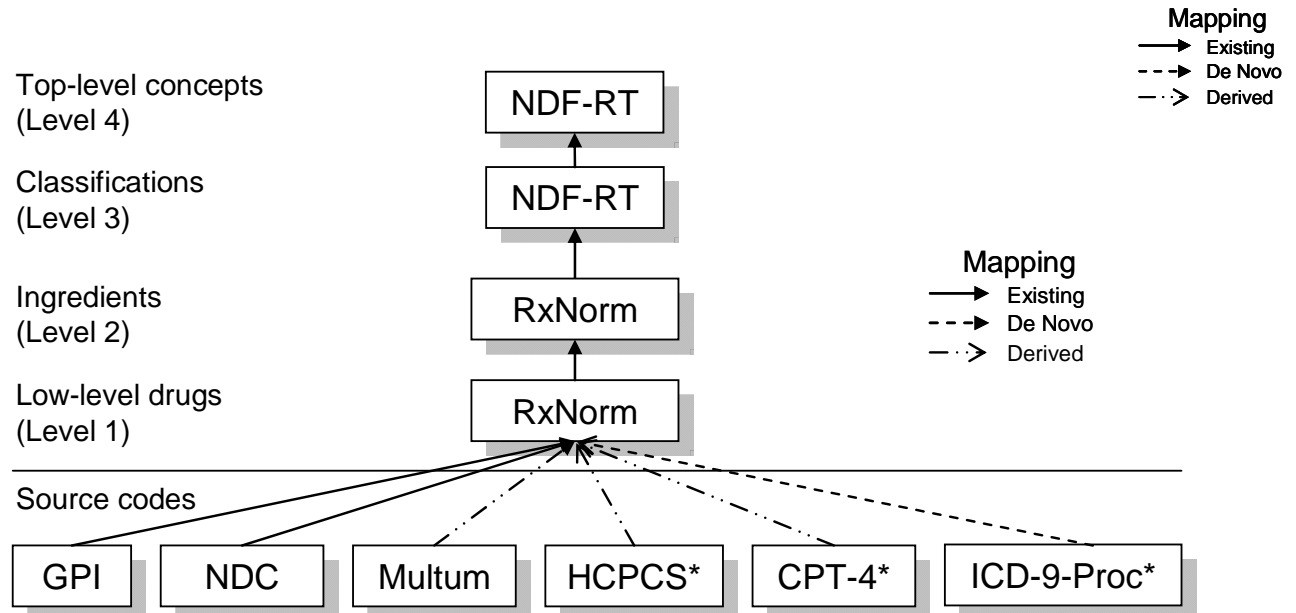 Mapping
Existing
De Novo
Derived
Top-level concepts
(Level 4)
NDF-RT
Classifications
(Level 3)
NDF-RT
Mapping
Existing
De Novo
Derived
Ingredients
(Level 2)
RxNorm
Low-level drugs
(Level 1)
RxNorm
Source codes
GPI
NDC
Multum
HCPCS*
CPT-4*
ICD-9-Proc*